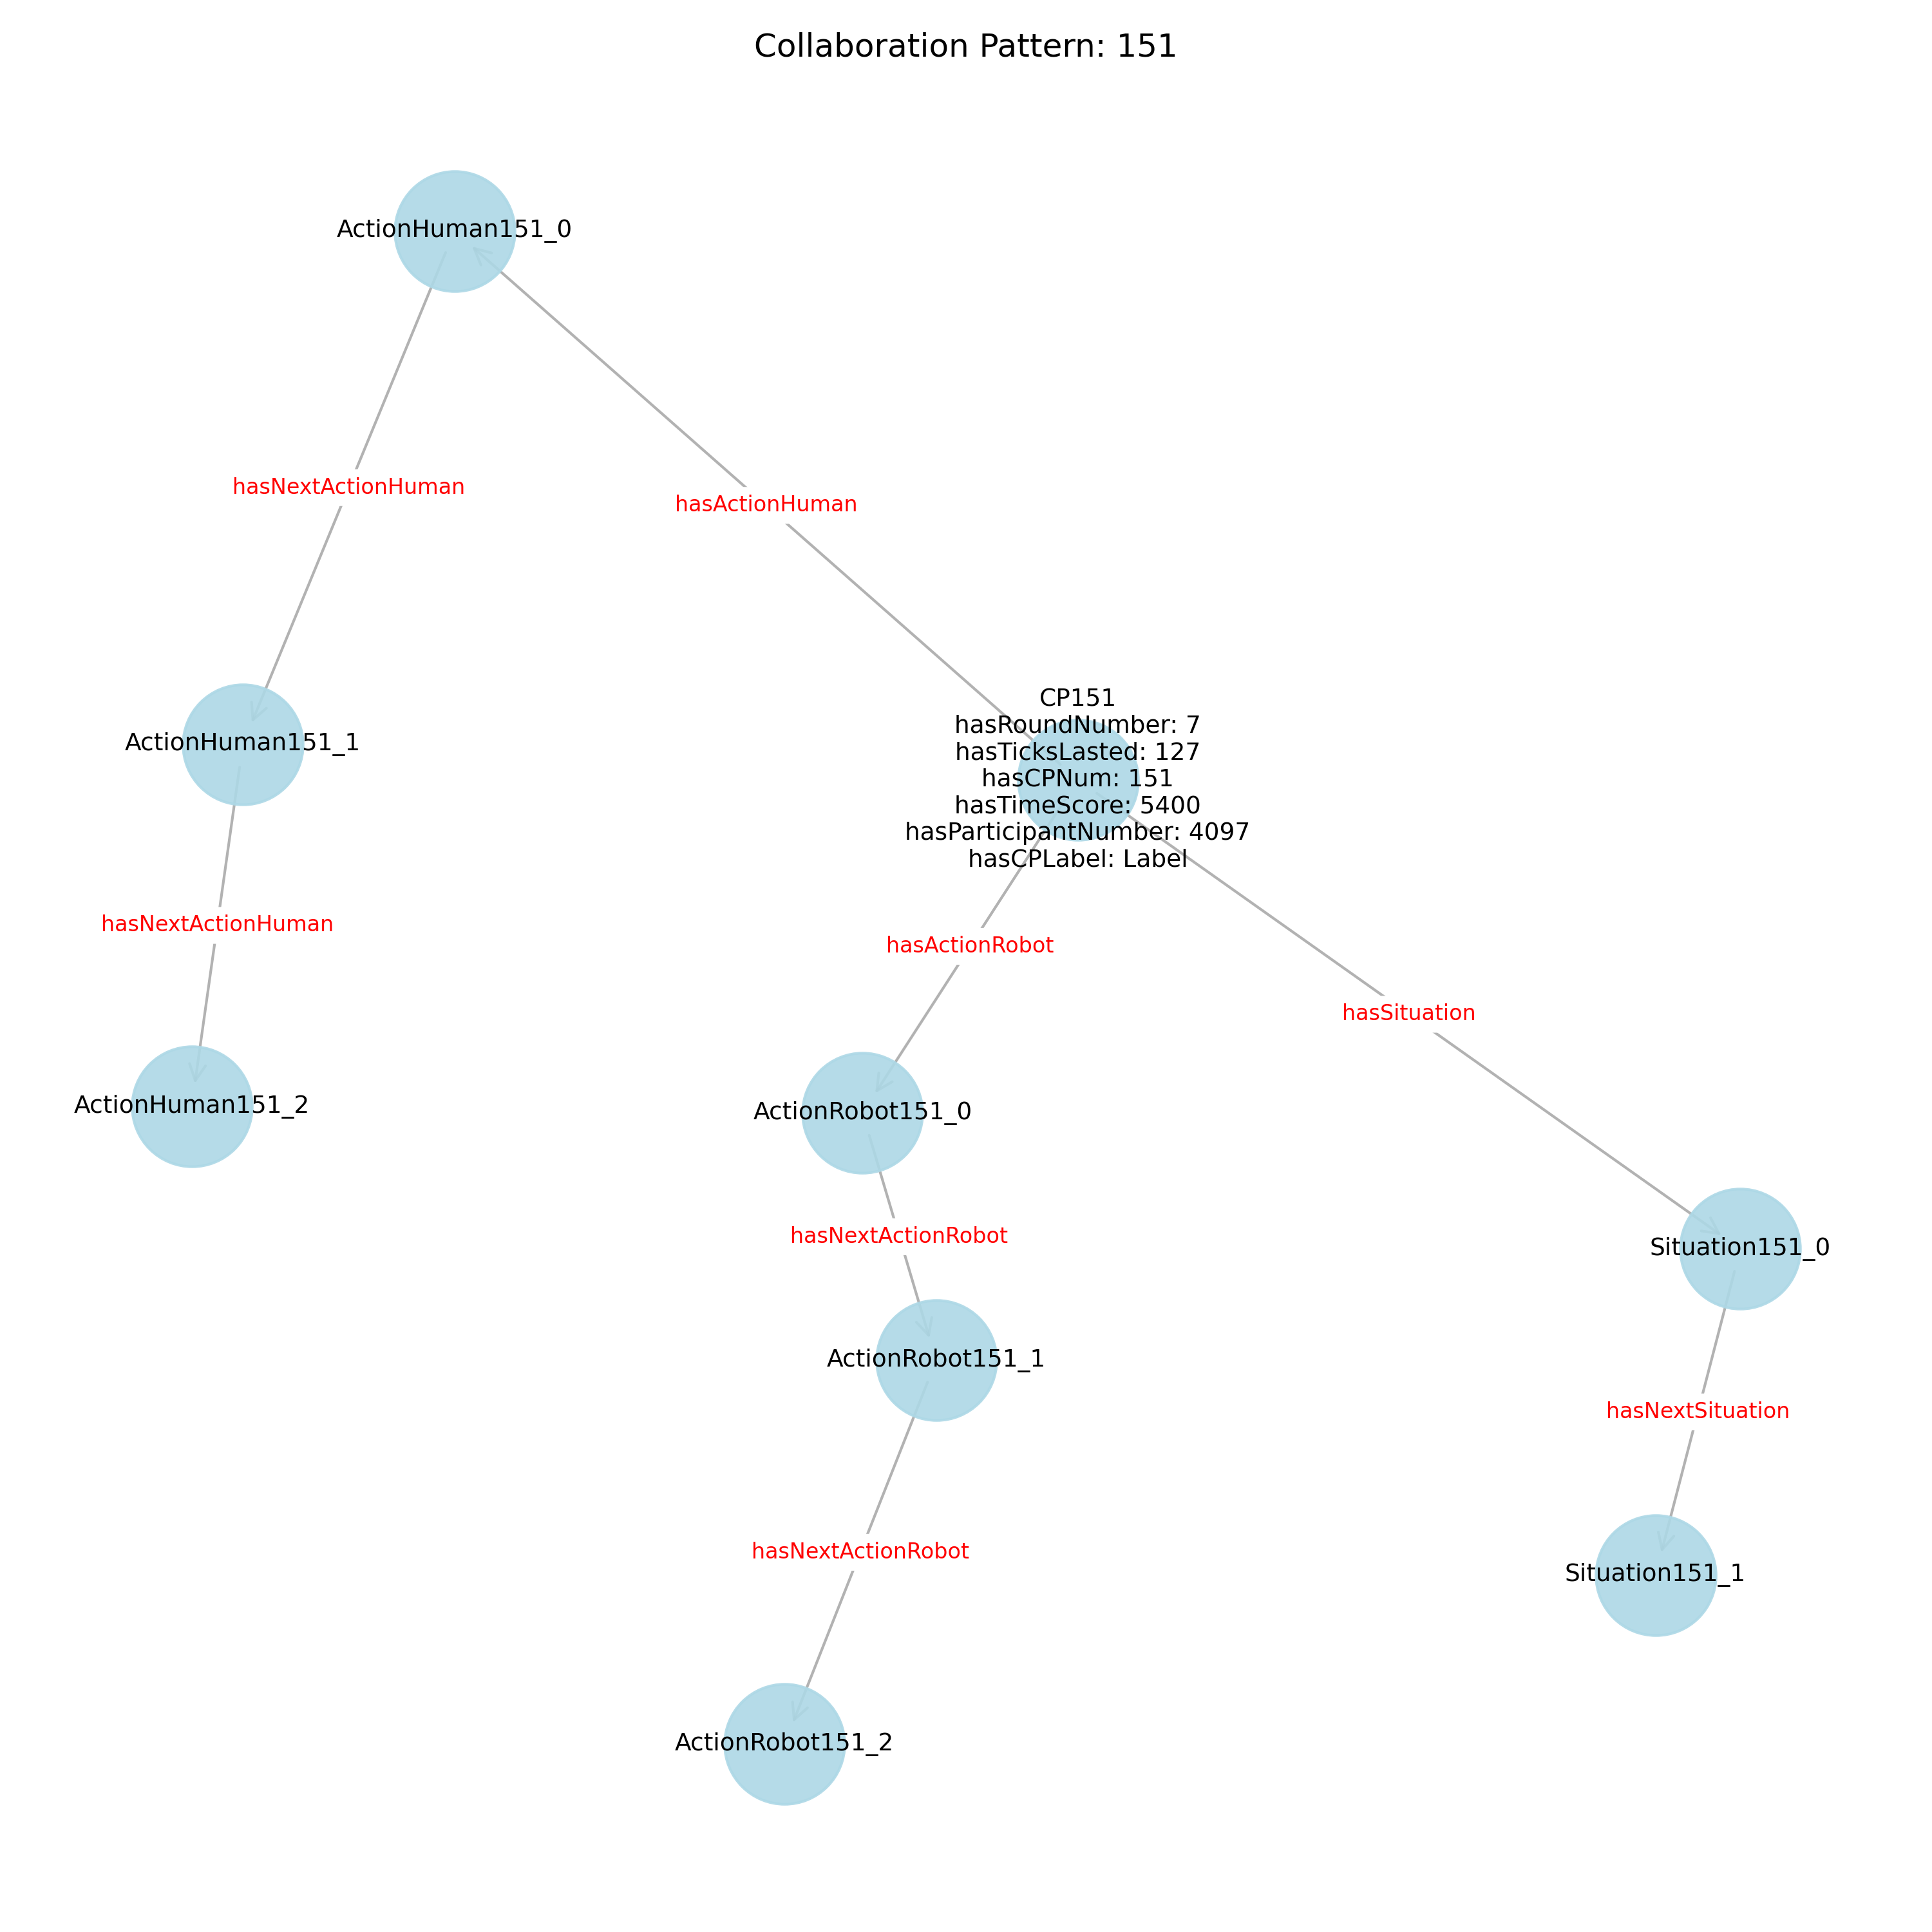 Collaboration Pattern: 151
ActionHuman151_0
hasNextActionHuman
hasActionHuman
CP151
hasRoundNumber: 7
hasTicksLasted: 127
hasCPNum: 151
hasTimeScore: 5400
hasParticipantNumber: 4097
hasCPLabel: Label
ActionHuman151_1
hasNextActionHuman
hasActionRobot
hasSituation
ActionHuman151_2
ActionRobot151_0
hasNextActionRobot
Situation151_0
ActionRobot151_1
hasNextSituation
hasNextActionRobot
Situation151_1
ActionRobot151_2